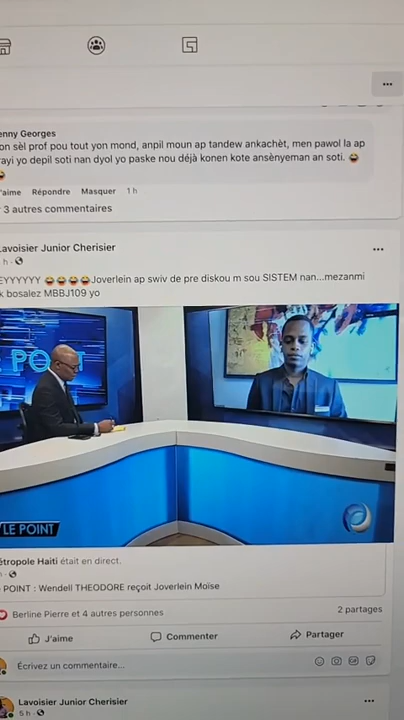 enny Georges
on sèl prof pou tout yon mond, anpil moun ap tandew ankachèt, men pawol la ap
rayi yo depil soti nan dyol yo paske nou déjà konen kote ansènyeman an soti. 😂
'aime Répondre Masquer 1 h
3 autres commentaires
Lavoisier Junior Cherisier
h ·
EYYYYYY 😂😂😂😂Joverlein ap swiv de pre diskou m sou SISTEM nan...mezanmi
k bosalez MBBJ109 yo
PO
T
LE POINT
étropole Haiti était en direct.
POINT : Wendell THEODORE reçoit Joverlein Moïse
Berline Pierre et 4 autres personnes
2 partages
J'aime
Commenter
Partager
Écrivez un commentaire...
Lavoisier Junior Cherisier
5 h ·